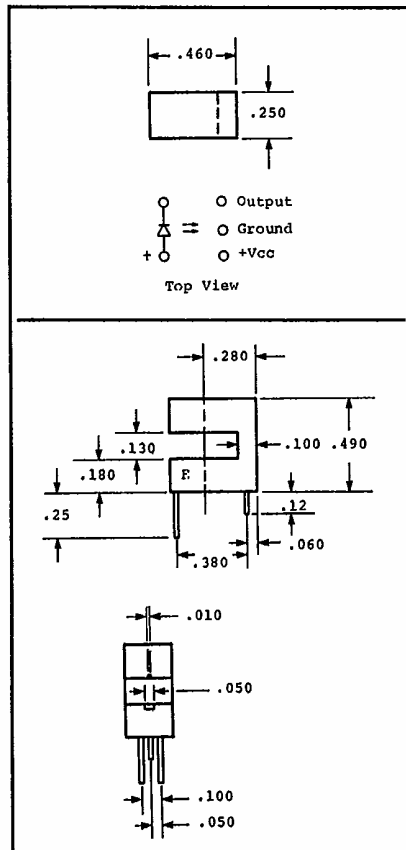 .460
.250
Output
Ground
+ +Vcc
Top View
.280
.130
.100 .490
.180
E
.25
.12
.060
.380
.010
.050
.100
.050